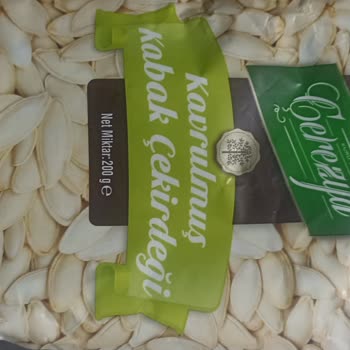 Çerezya
Kavrulmuş
Kabak Çekirdeği
Net Miktar:200 g ℮